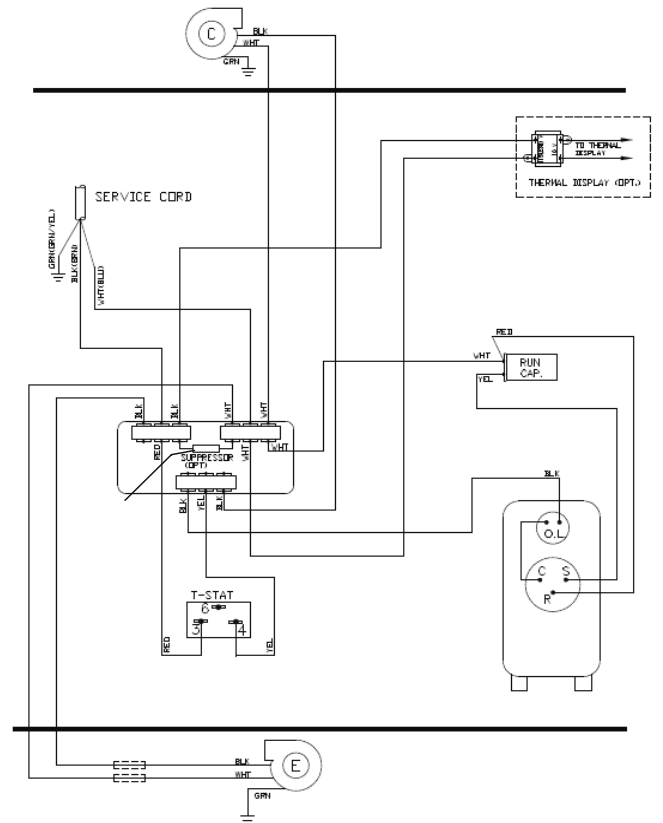 C
BLK
WHT
GRN
TO THERMAL
DISPLAY
THERMAL DISPLAY (OPT.)
SERVICE CORD
GRN(GRN/YEL)
BLK(BRN)
WHT(BLU)
RED
WHT
RUN
CAP.
YEL
BLK
BLK
WHT
WHT
RED
SUPPRESSOR
(OPT)
WHT
WHT
BLK
YEL
BLK
BLK
O.L.
C S
R
T-STAT
6
3
4
RED
YEL
BLK
WHT
E
GRN